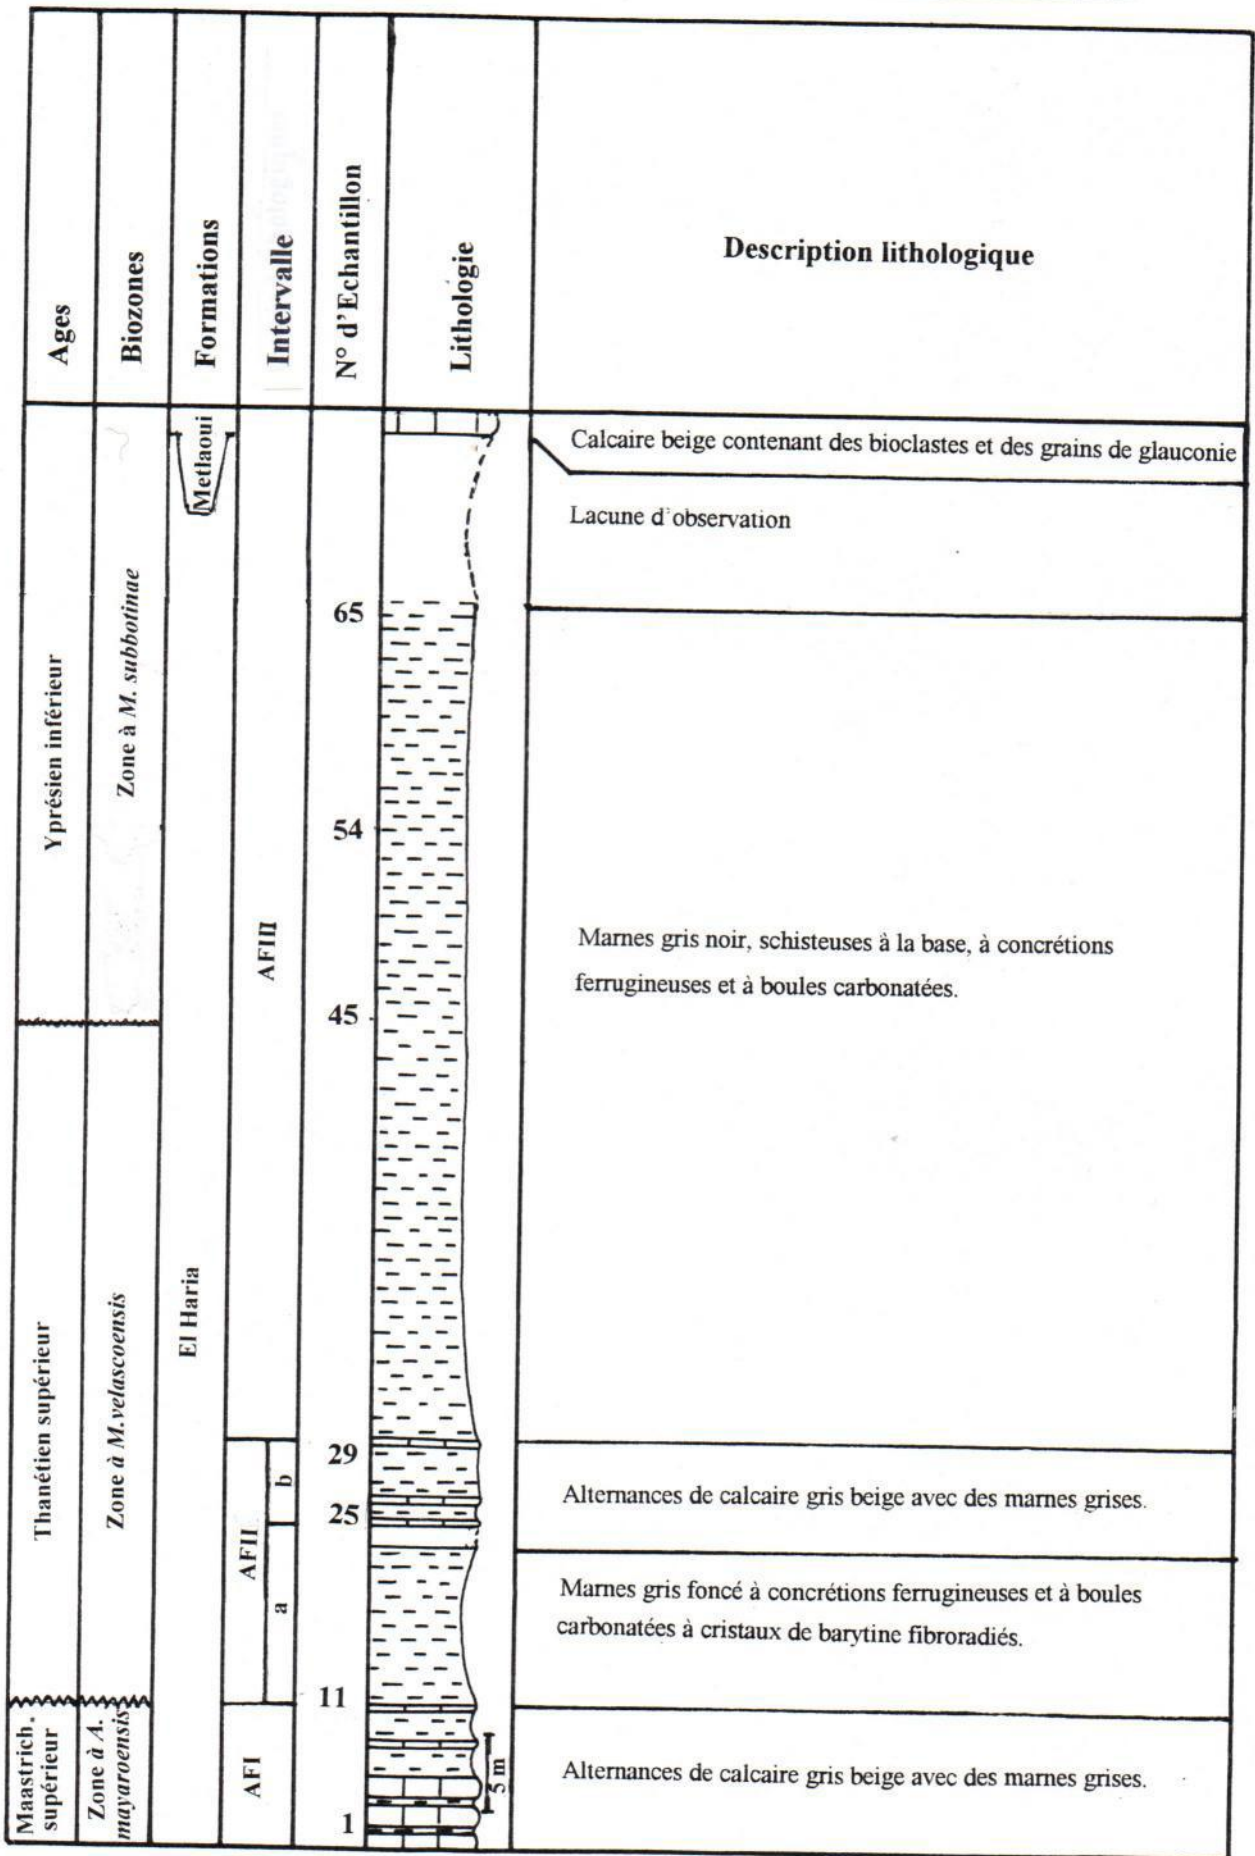 Ages
Biozones
Formations
Intervalle
N° d'Echantillon
Lithologie
Description lithologique
Yprésien inférieur
Thanétien supérieur
Maastrich.
supérieur
Zone à M. subbotinae
Zone à M. velascoensis
Zone à A.
mayaroensis
Metlaoui
El Haria
AFIII
AFII
b
a
AFI
65
54
45
29
25
11
1
5 m
Calcaire beige contenant des bioclastes et des grains de glauconie
Lacune d'observation
Marnes gris noir, schisteuses à la base, à concrétions
ferrugineuses et à boules carbonatées.
Alternances de calcaire gris beige avec des marnes grises.
Marnes gris foncé à concrétions ferrugineuses et à boules
carbonatées à cristaux de barytine fibroradiés.
Alternances de calcaire gris beige avec des marnes grises.